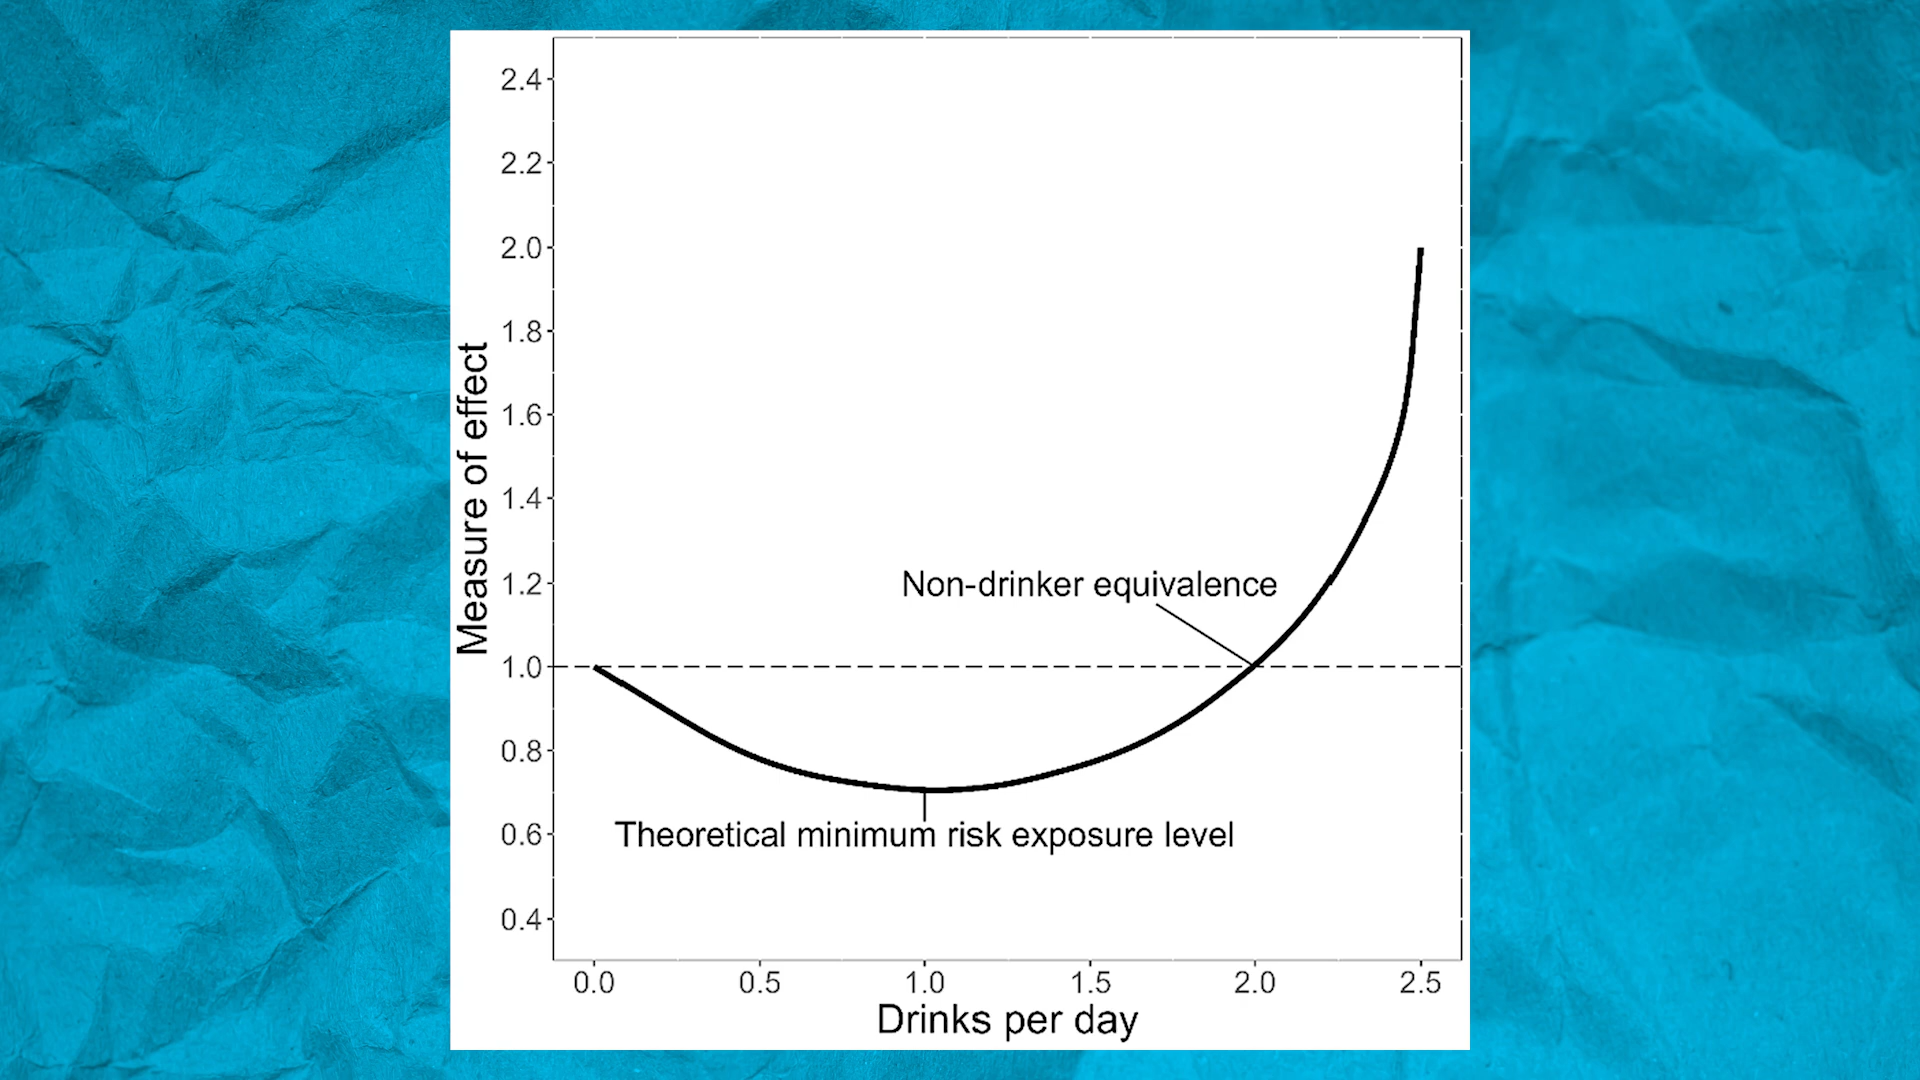 2.4
2.2
2.0
1.8
1.6
1.4
1.2
1.0
0.8
0.6
0.4
Measure of effect
Non-drinker equivalence
Theoretical minimum risk exposure level
0.0 0.5 1.0 1.5 2.0 2.5
Drinks per day